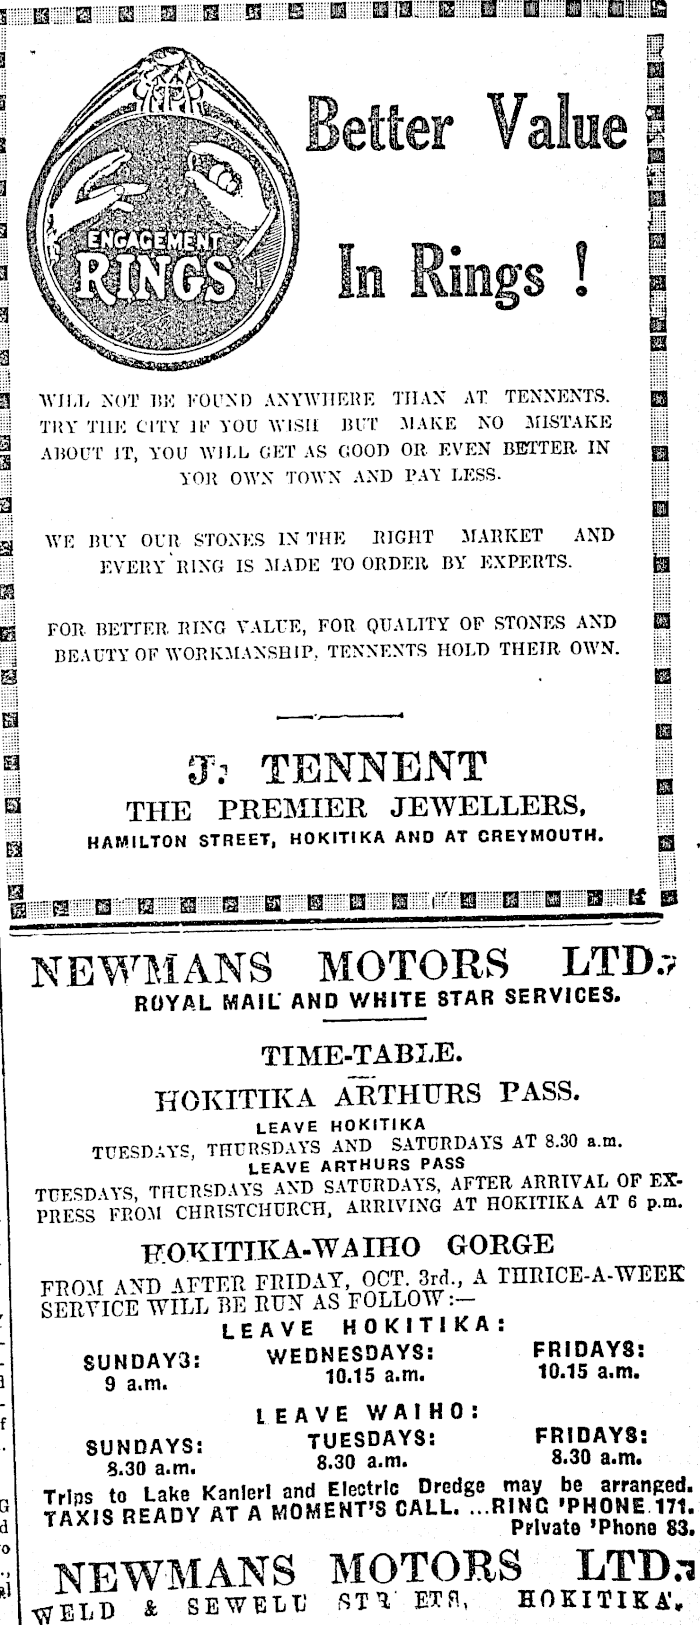 ENGAGEMENT
RINGS
Better Value
In Rings !
WILL NOT BE FOUND ANYWHERE THAN AT TENNENTS.
TRY THE CITY IF YOU WISH BUT MAKE NO MISTAKE
ABOUT IT, YOU WILL GET AS GOOD OR EVEN BETTER IN
YOR OWN TOWN AND PAY LESS.
WE BUY OUR STONES IN THE RIGHT MARKET AND
EVERY RING IS MADE TO ORDER BY EXPERTS.
FOR BETTER RING VALUE, FOR QUALITY OF STONES AND
BEAUTY OF WORKMANSHIP, TENNENTS HOLD THEIR OWN.
J. TENNENT
THE PREMIER JEWELLERS,
HAMILTON STREET, HOKITIKA AND AT GREYMOUTH.
NEWMANS MOTORS LTD.,
ROYAL MAIL AND WHITE STAR SERVICES.
TIME-TABLE.
HOKITIKA ARTHURS PASS.
LEAVE HOKITIKA
TUESDAYS, THURSDAYS AND SATURDAYS AT 8.30 a.m.
LEAVE ARTHURS PASS
TUESDAYS, THURSDAYS AND SATURDAYS, AFTER ARRIVAL OF EX-
PRESS FROM CHRISTCHURCH, ARRIVING AT HOKITIKA AT 6 p.m.
HOKITIKA-WAIHO GORGE
FROM AND AFTER FRIDAY, OCT. 3rd., A THRICE-A-WEEK
SERVICE WILL BE RUN AS FOLLOW:—
LEAVE HOKITIKA:
SUNDAYS: WEDNESDAYS: FRIDAYS:
9 a.m. 10.15 a.m. 10.15 a.m.
LEAVE WAIHO:
SUNDAYS: TUESDAYS: FRIDAYS:
8.30 a.m. 8.30 a.m. 8.30 a.m.
Trips to Lake Kanieri and Electric Dredge may be arranged.
TAXIS READY AT A MOMENT'S CALL. ...RING 'PHONE 171.
Private 'Phone 83.
NEWMANS MOTORS LTD.,
WELD & SEWELL STREETS, HOKITIKA.